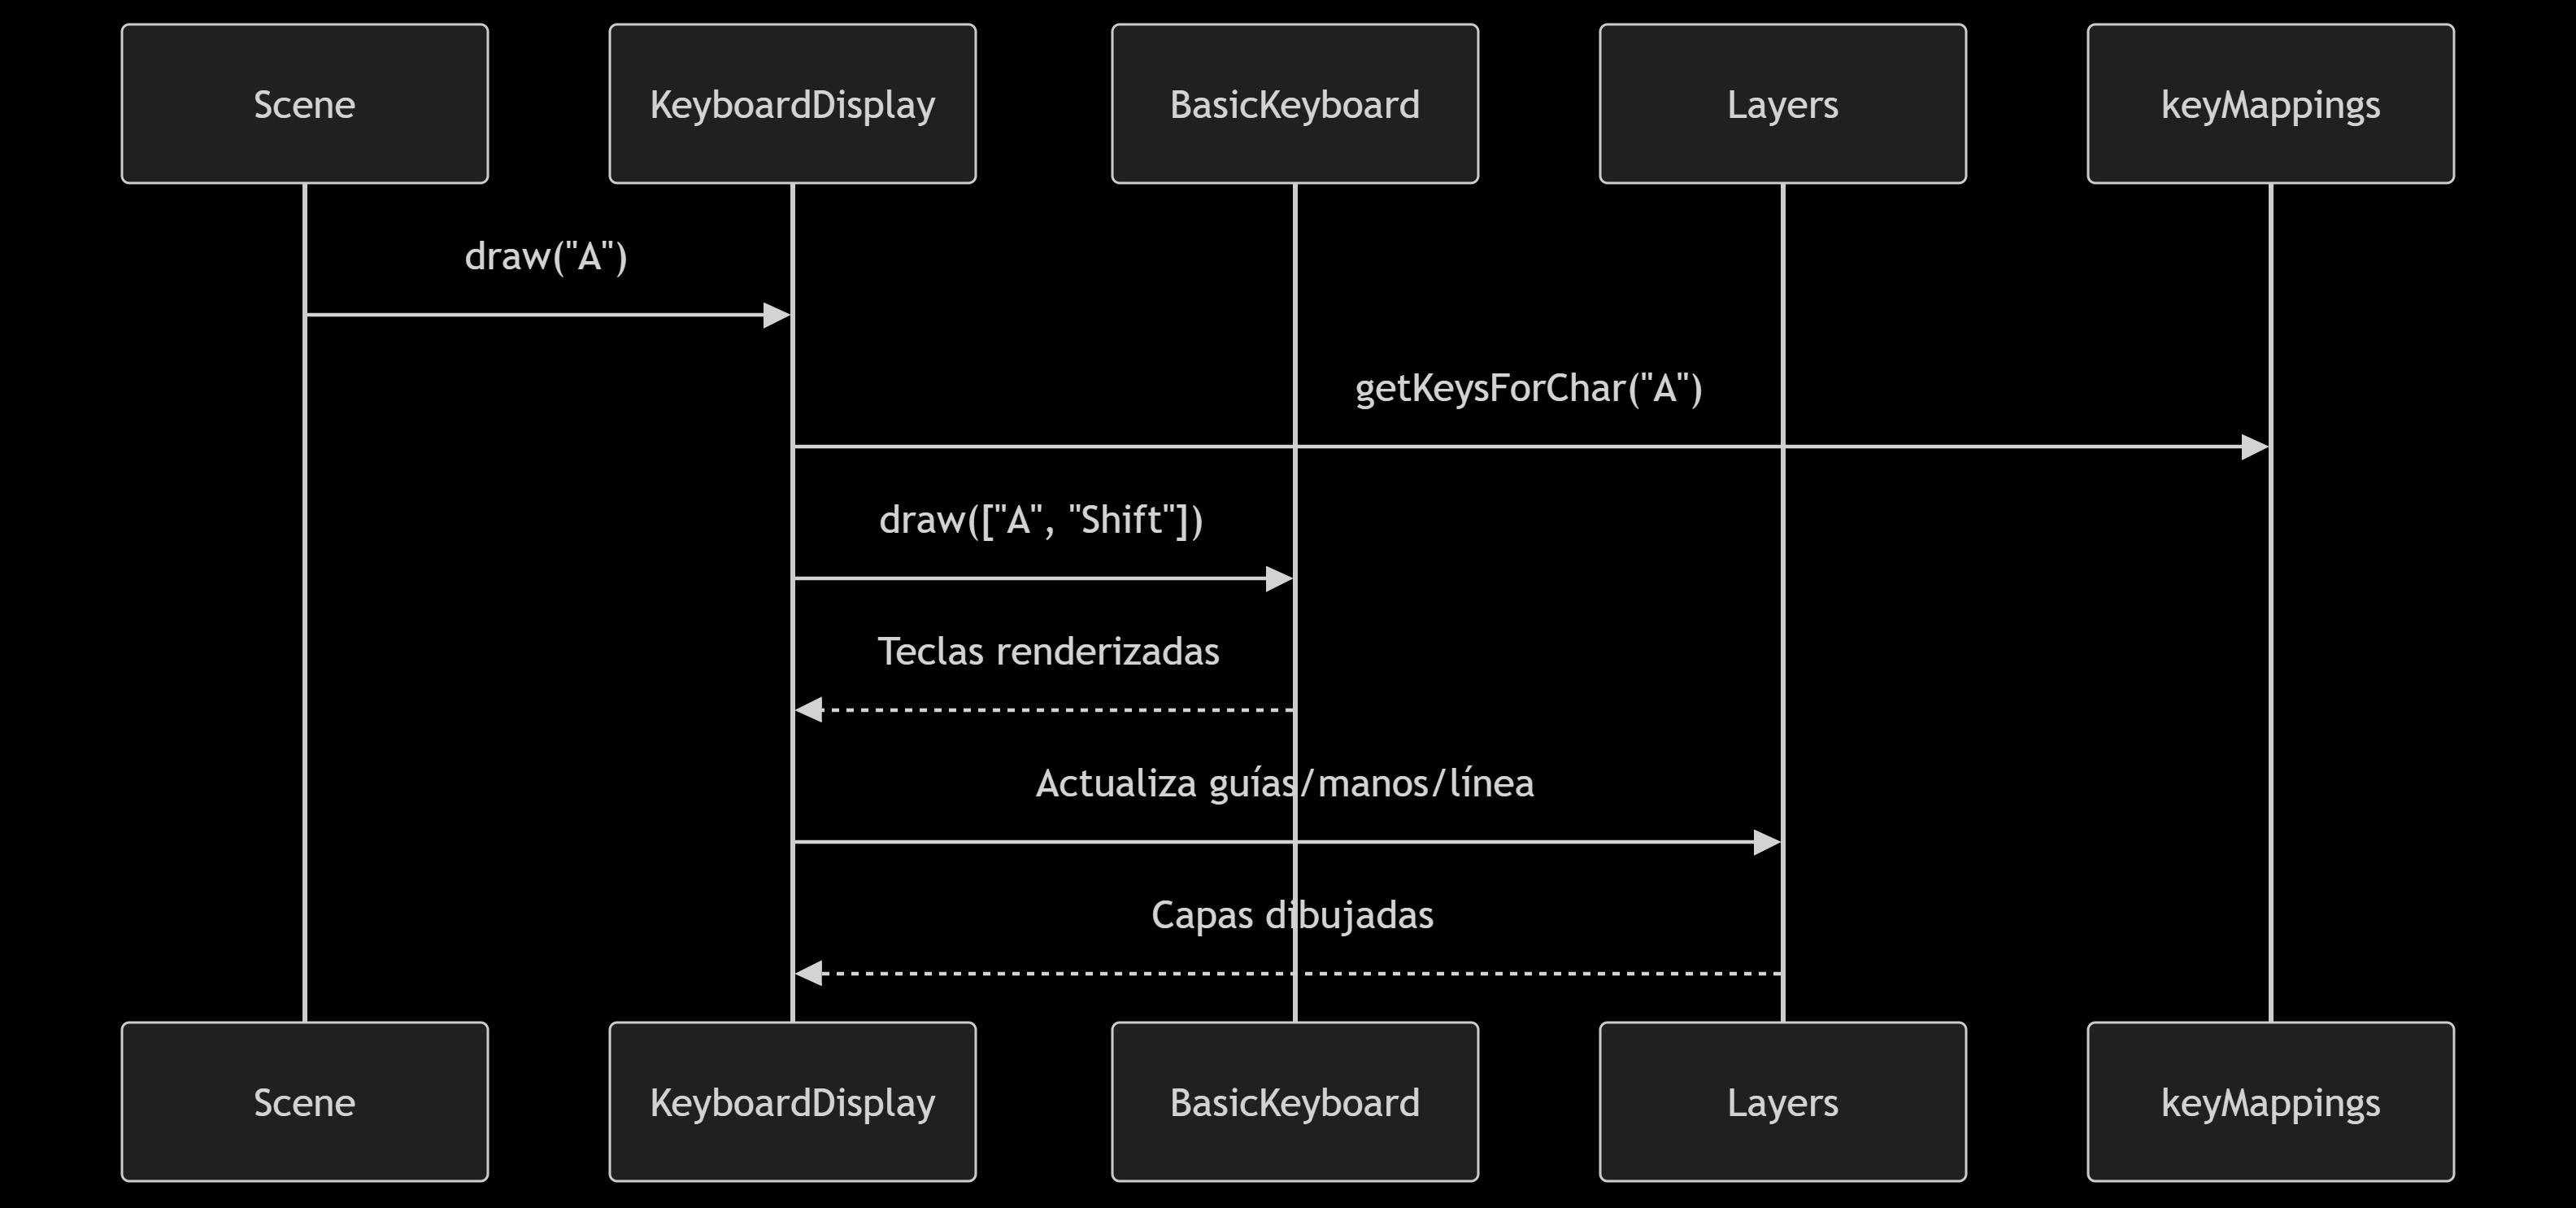 Scene
KeyboardDisplay
BasicKeyboard
Layers
keyMappings
draw("A")
getKeysForChar("A")
draw(["A", "Shift"])
Teclas renderizadas
Actualiza guías/manos/línea
Capas dibujadas
Scene
KeyboardDisplay
BasicKeyboard
Layers
keyMappings